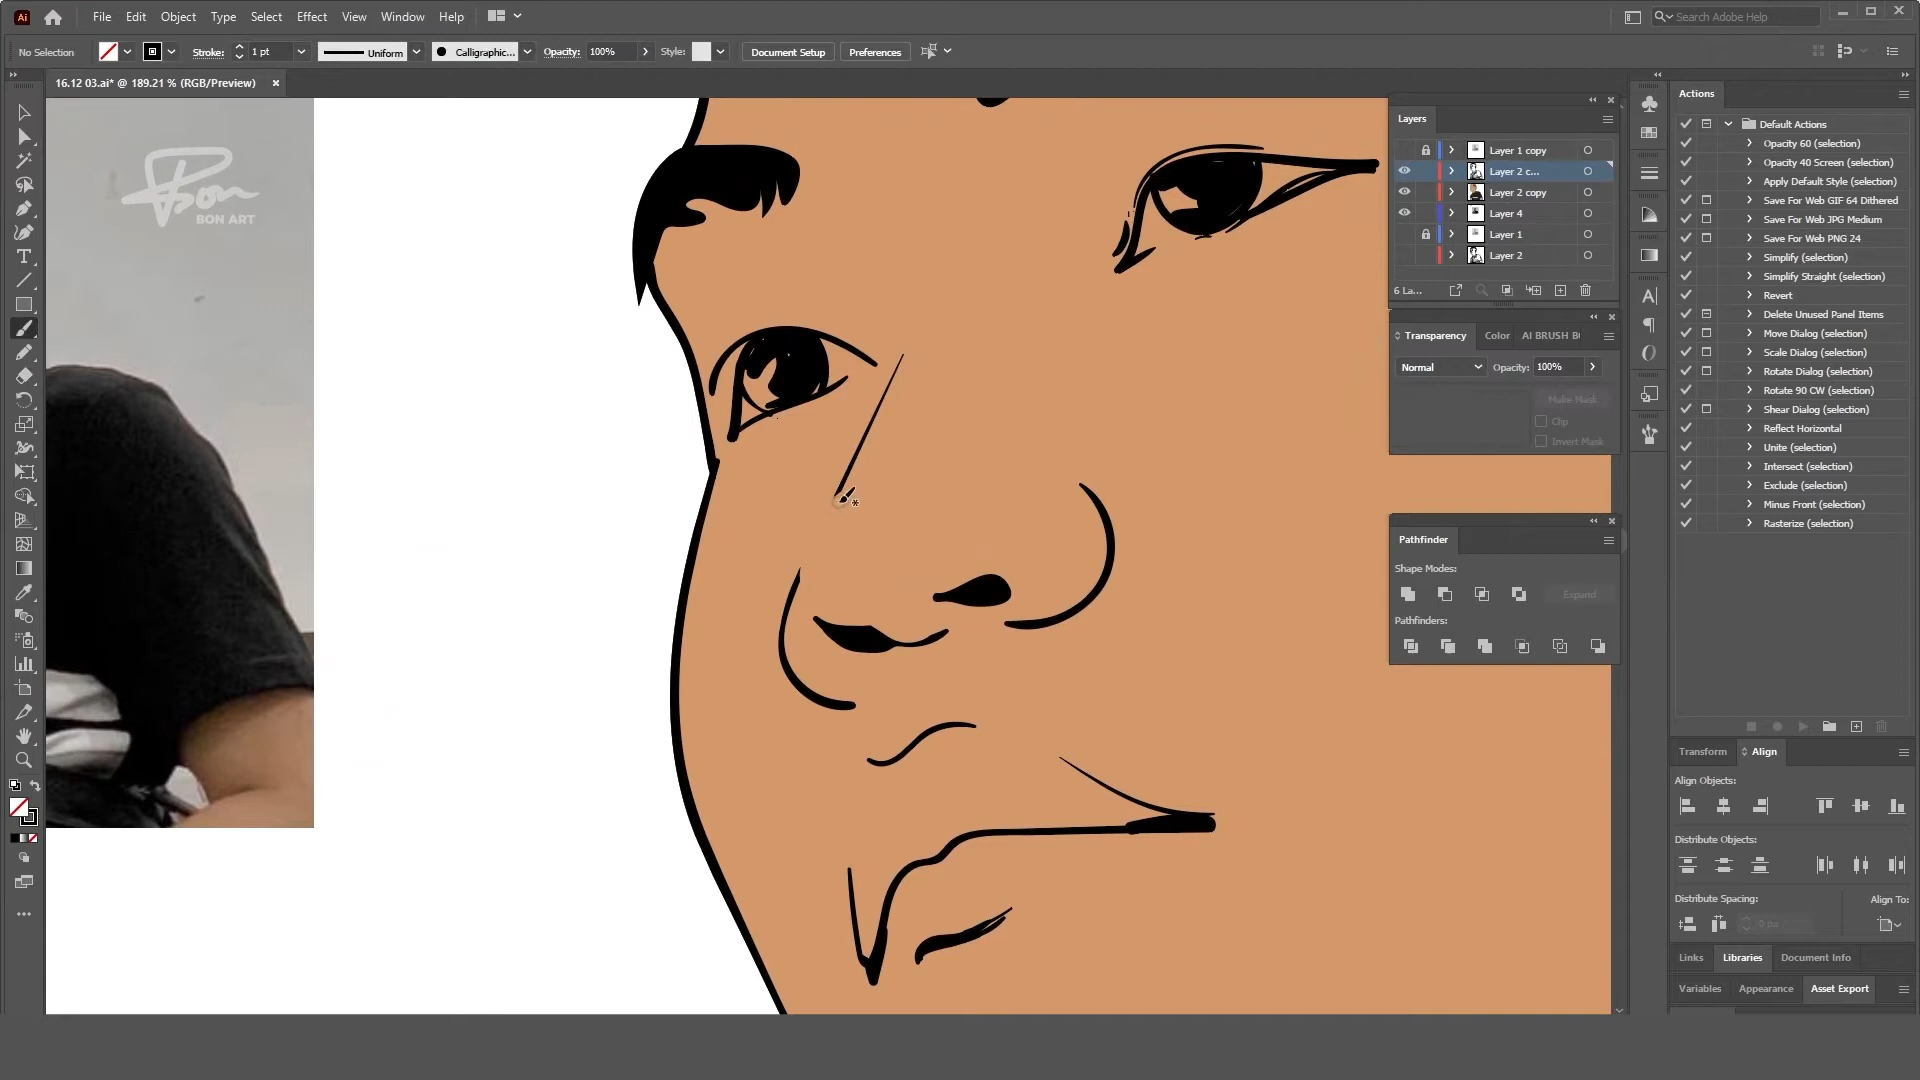 Ai File Edit Object Type Select Effect View Window Help Search Adobe Help
No Selection Stroke: 1 pt Uniform Calligraphic... Opacity: 100% Style: Document Setup Preferences
16.12 03.ai* @ 189.21 % (RGB/Preview)
Bon
BON ART
Layers
Layer 1 copy
Layer 2 c...
Layer 2 copy
Layer 4
Layer 1
Layer 2
6 La...
Transparency Color AI BRUSH B
Normal Opacity: 100%
Make Mask
Clip
Invert Mask
Pathfinder
Shape Modes:
Expand
Pathfinders:
Actions
Default Actions
Opacity 60 (selection)
Opacity 40 Screen (selection)
Apply Default Style (selection)
Save For Web GIF 64 Dithered
Save For Web JPG Medium
Save For Web PNG 24
Simplify (selection)
Simplify Straight (selection)
Revert
Delete Unused Panel Items
Move Dialog (selection)
Scale Dialog (selection)
Rotate Dialog (selection)
Rotate 90 CW (selection)
Shear Dialog (selection)
Reflect Horizontal
Unite (selection)
Intersect (selection)
Exclude (selection)
Minus Front (selection)
Rasterize (selection)
Transform Align
Align Objects:
Distribute Objects:
Distribute Spacing: Align To:
0 px
Links Libraries Document Info
Variables Appearance Asset Export